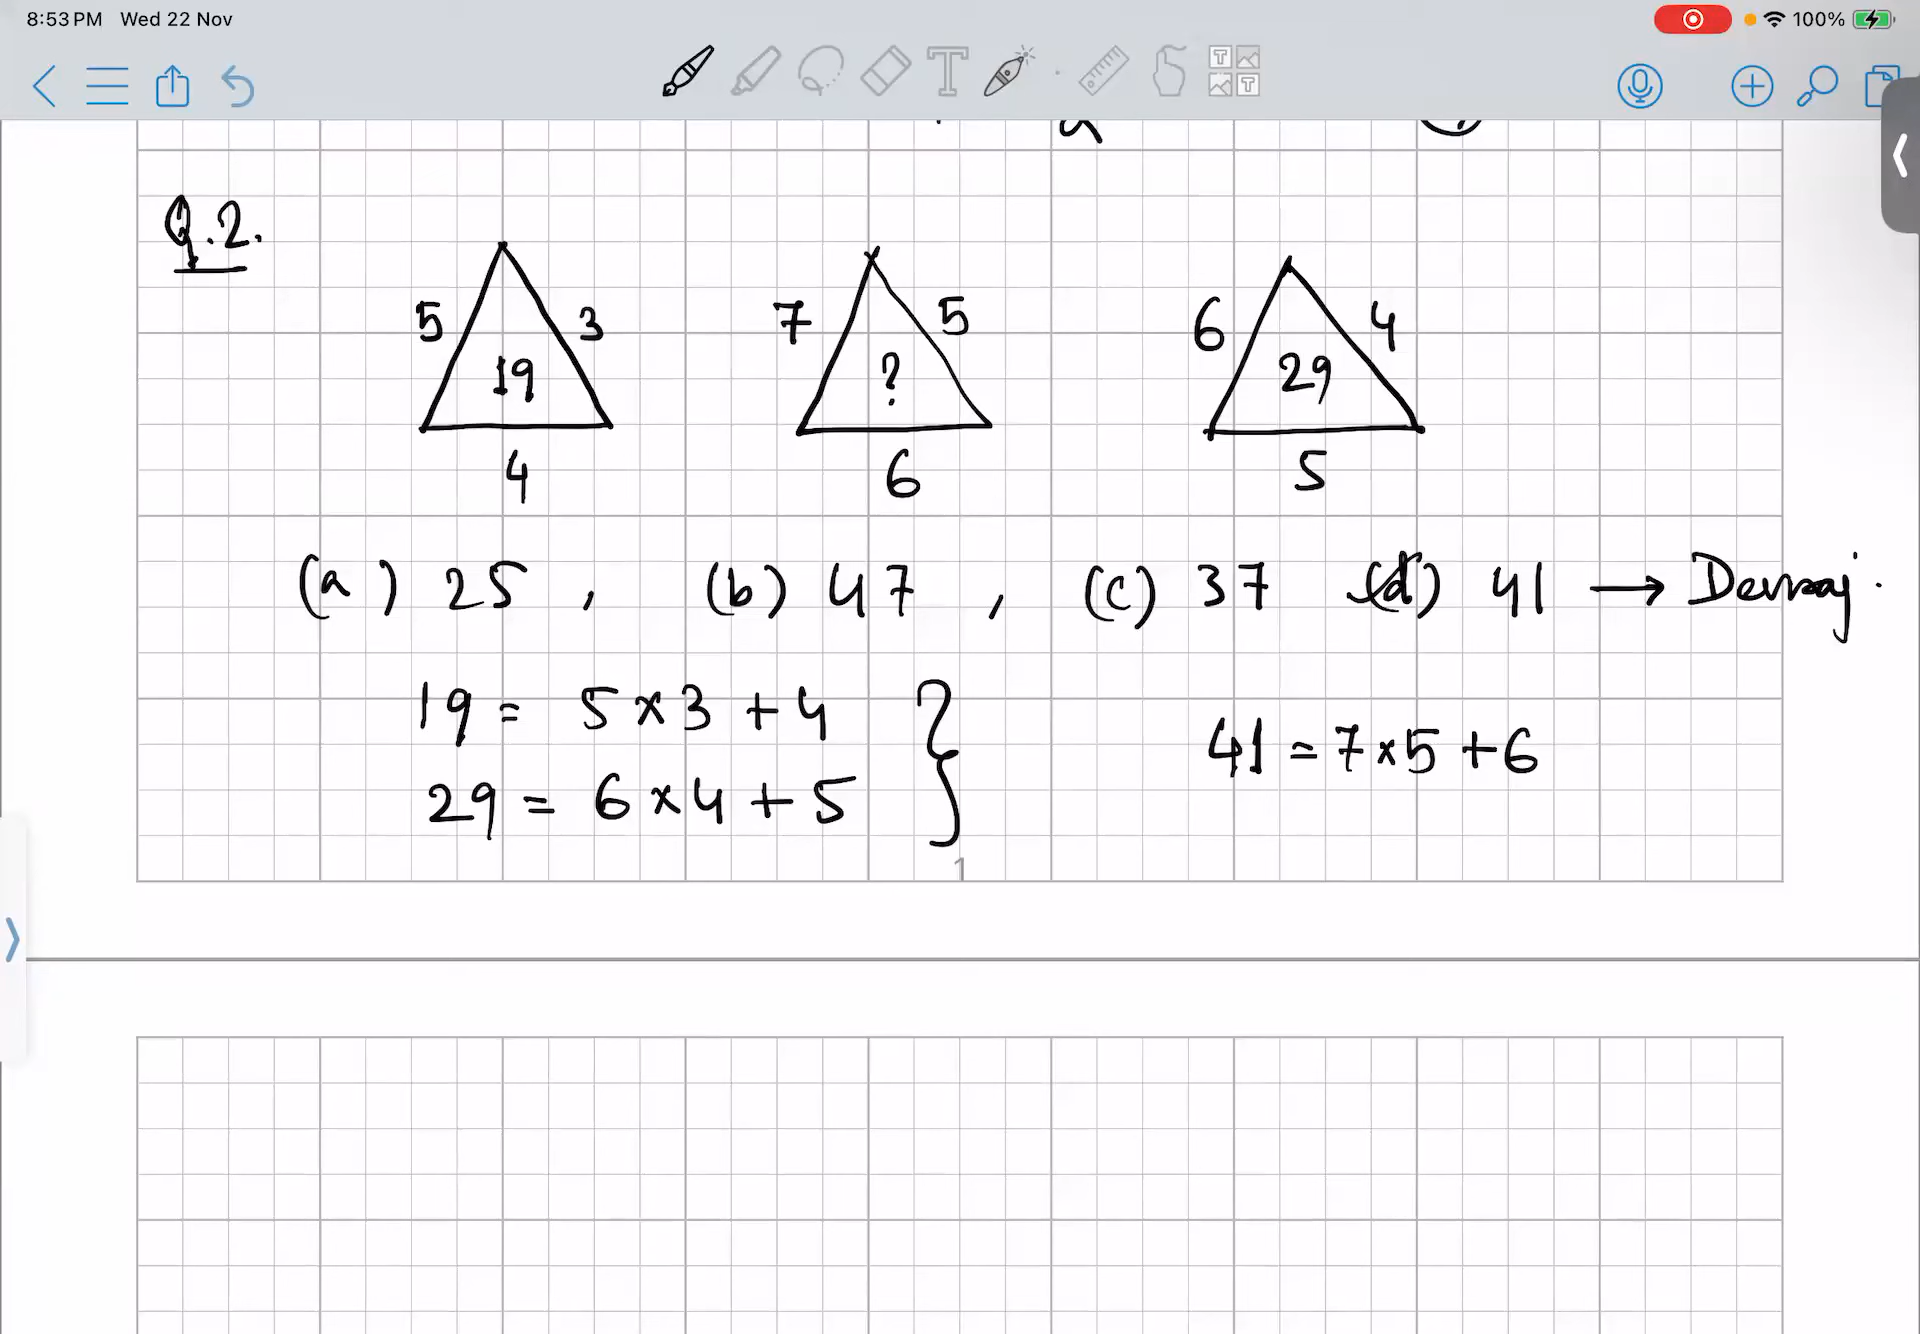 8:53 PM Wed 22 Nov
100%
Q.2.
5 3 7 5 6 4
19 ? 29
4 6 5
(a) 25 , (b) 47 , (c) 37 (d) 41 → Devraj.
19 = 5 × 3 + 4
29 = 6 × 4 + 5
41 = 7 × 5 + 6
1